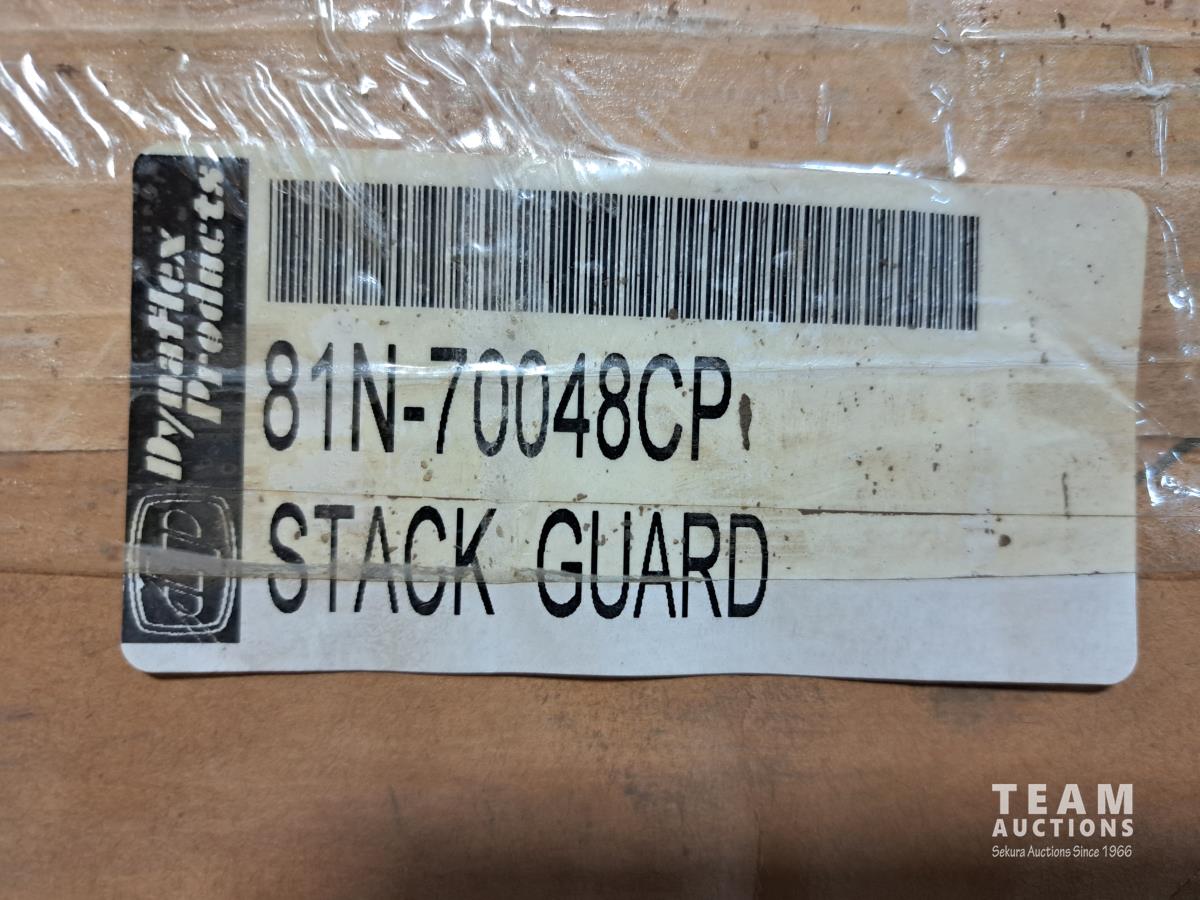 Dynaflex
Products
81N-70048CP
STACK GUARD
TEAM
AUCTIONS
Sekura Auctions Since 1966